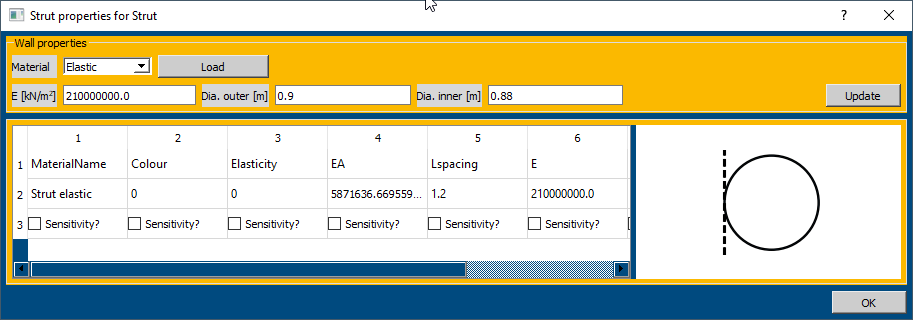 Strut properties for Strut
?
Wall properties
Material Elastic Load
E [kN/m²] 210000000.0 Dia. outer [m] 0.9 Dia. inner [m] 0.88 Update
1 2 3 4 5 6
1 MaterialName Colour Elasticity EA Lspacing E
2 Strut elastic 0 0 5871636.669559... 1.2 210000000.0
3 Sensitivity? Sensitivity? Sensitivity? Sensitivity? Sensitivity? Sensitivity?
OK